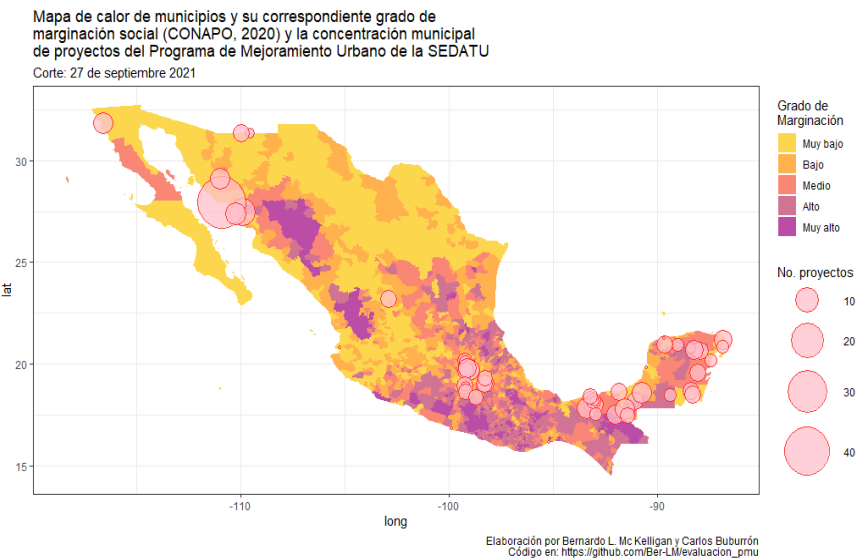 Mapa de calor de municipios y su correspondiente grado de
marginación social (CONAPO, 2020) y la concentración municipal
de proyectos del Programa de Mejoramiento Urbano de la SEDATU
Corte: 27 de septiembre 2021
Grado de
Marginación
Muy bajo
Bajo
Medio
Alto
Muy alto
No. proyectos
10
20
30
40
lat
30
25
20
15
-110
-100
-90
long
Elaboración por Bernardo L. Mc Kelligan y Carlos Buburrón
Código en: https://github.com/Ber-LM/evaluacion_pmu